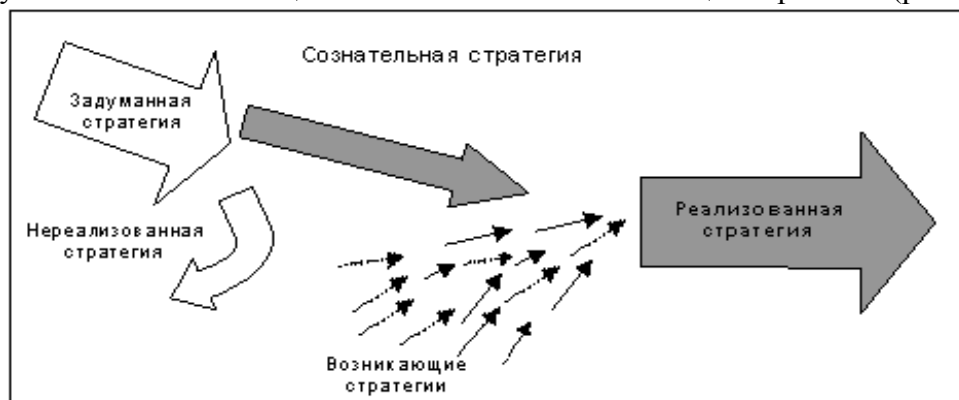 Сознательная стратегия
Задуманная
стратегия
Нереализованная
стратегия
Реализованная
стратегия
Возникающие
стратегии